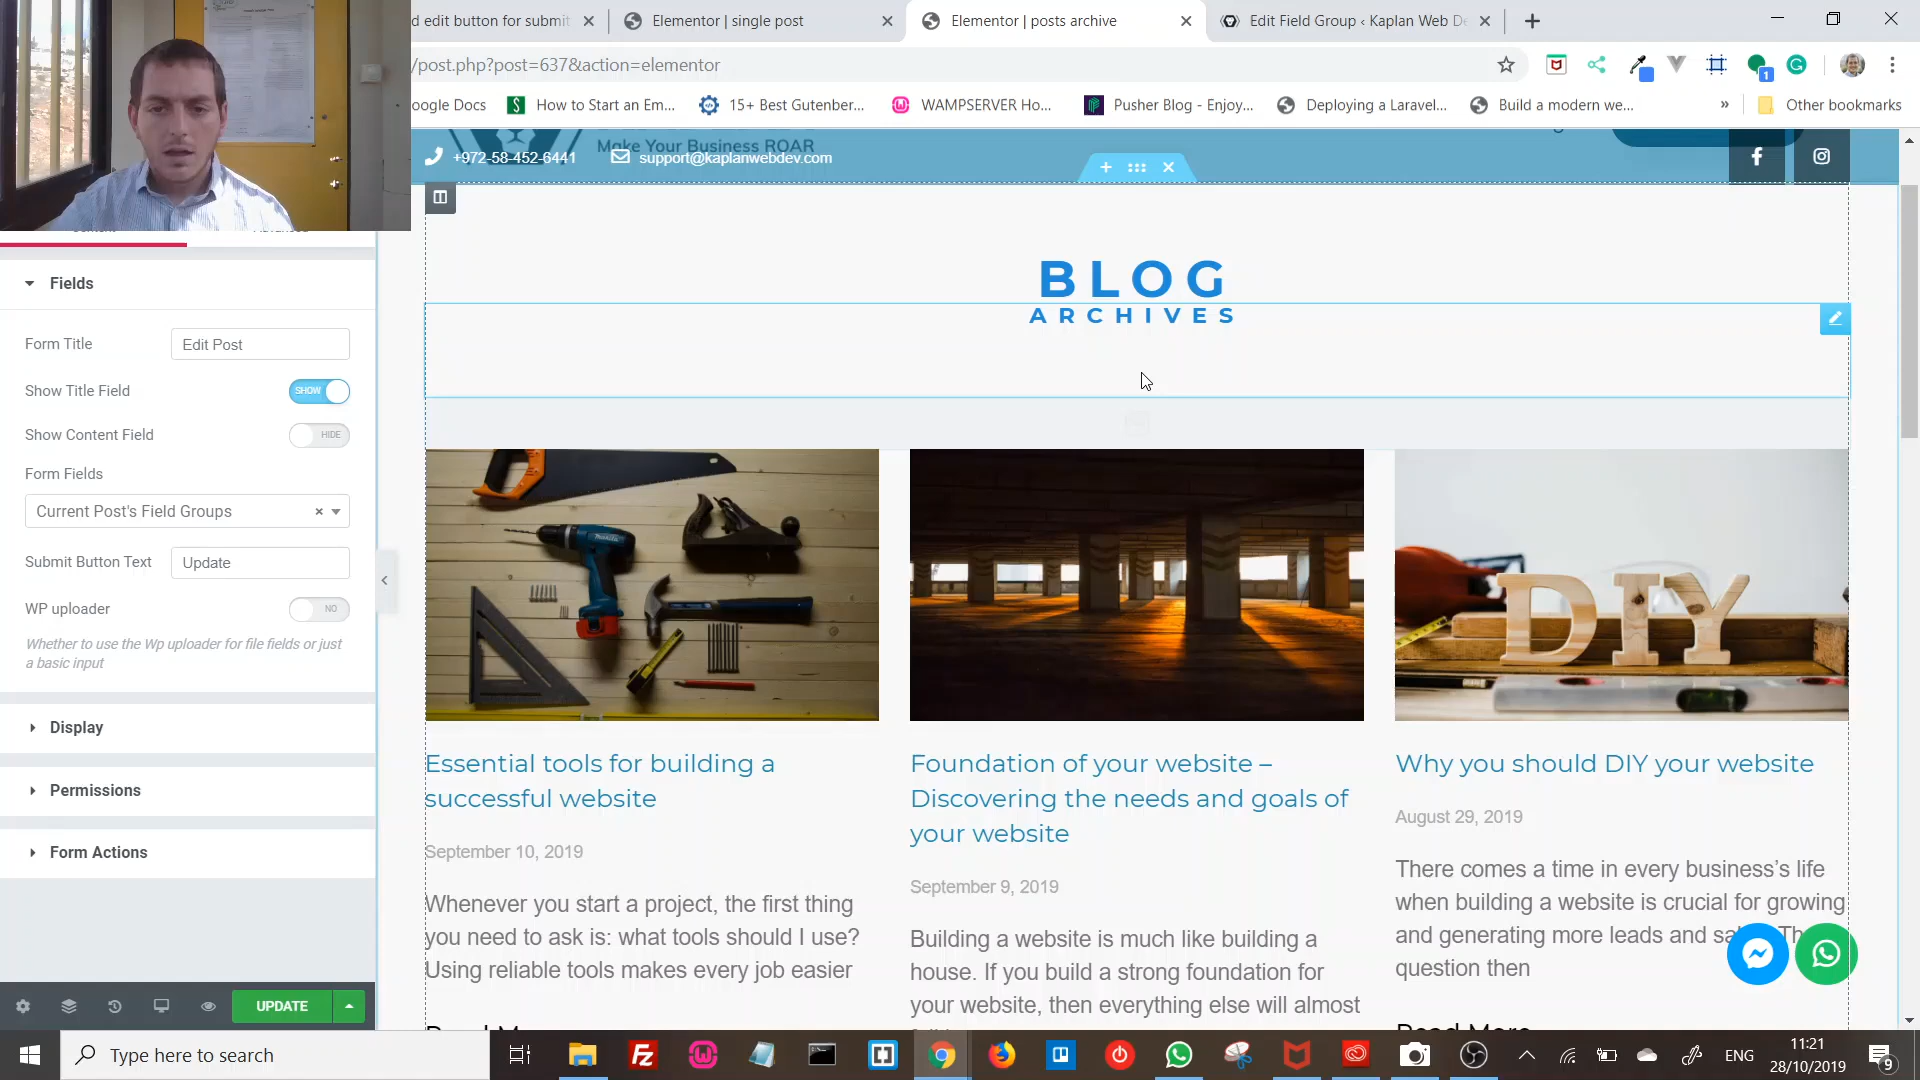 d edit button for submit
Elementor | single post
Elementor | posts archive
Edit Field Group ‹ Kaplan Web De
/post.php?post=637&action=elementor
1
oogle Docs
How to Start an Em...
15+ Best Gutenber...
WAMPSERVER Ho...
Pusher Blog - Enjoy...
Deploying a Laravel...
Build a modern we...
»
Other bookmarks
Make Your Business ROAR
+972-58-452-6441
support@kaplanwebdev.com
Fields
Form Title
Edit Post
Show Title Field
SHOW
Show Content Field
HIDE
Form Fields
Current Post's Field Groups
Submit Button Text
Update
WP uploader
NO
Whether to use the Wp uploader for file fields or just
a basic input
Display
Permissions
Form Actions
UPDATE
BLOG
ARCHIVES
DIY
Essential tools for building a
successful website
September 10, 2019
Whenever you start a project, the first thing
you need to ask is: what tools should I use?
Using reliable tools makes every job easier
Read M
Foundation of your website –
Discovering the needs and goals of
your website
September 9, 2019
Building a website is much like building a
house. If you build a strong foundation for
your website, then everything else will almost
Why you should DIY your website
August 29, 2019
There comes a time in every business's life
when building a website is crucial for growing
and generating more leads and sa Th
question then
Read More
Type here to search
ENG
11:21
28/10/2019
9